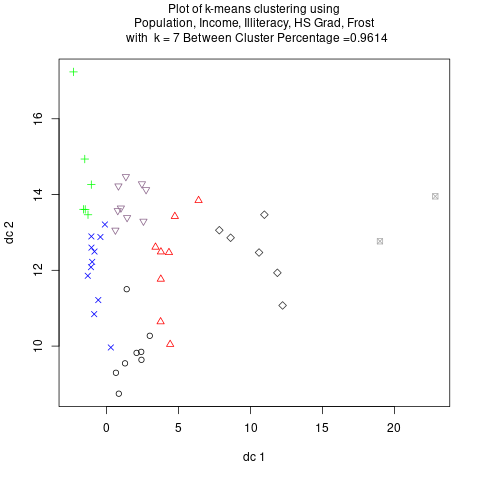 Plot of k-means clustering using
Population, Income, Illiteracy, HS Grad, Frost
with k = 7 Between Cluster Percentage =0.9614
16
14
12
10
dc 2
0 5 10 15 20
dc 1